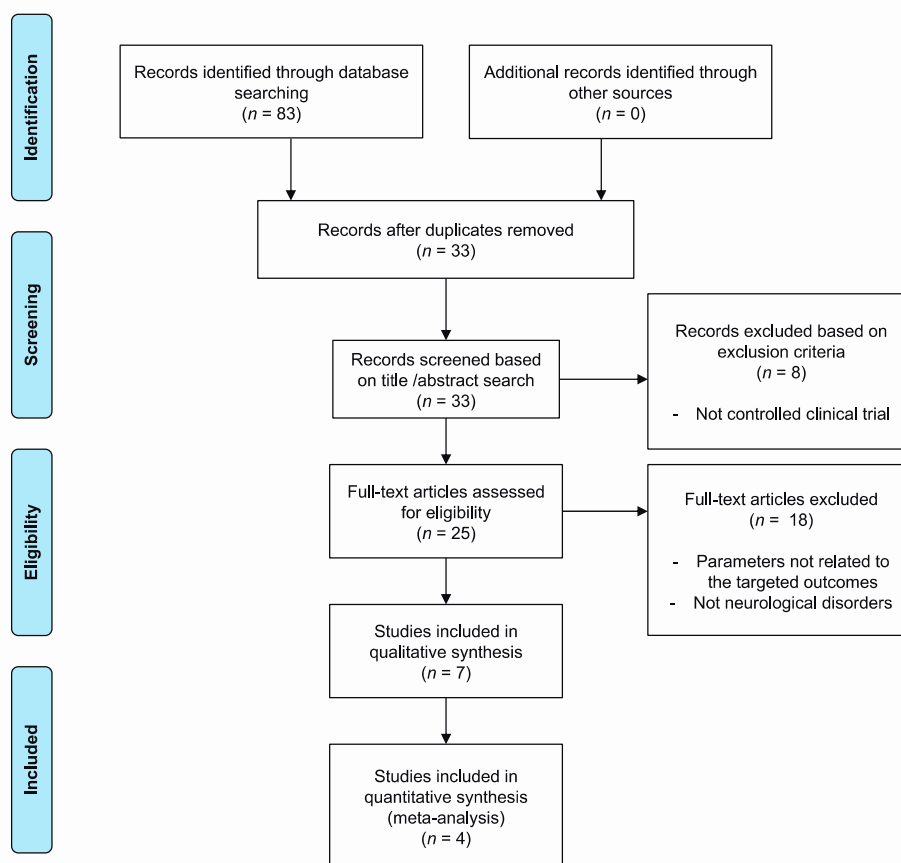 Identification
Records identified through database
searching
(n = 83)
Additional records identified through
other sources
(n = 0)
Records after duplicates removed
(n = 33)
Screening
Records screened based
on title /abstract search
(n = 33)
Records excluded based on
exclusion criteria
(n = 8)
- Not controlled clinical trial
Eligibility
Full-text articles assessed
for eligibility
(n = 25)
Full-text articles excluded
(n = 18)
- Parameters not related to
the targeted outcomes
- Not neurological disorders
Studies included in
qualitative synthesis
(n = 7)
Included
Studies included in
quantitative synthesis
(meta-analysis)
(n = 4)